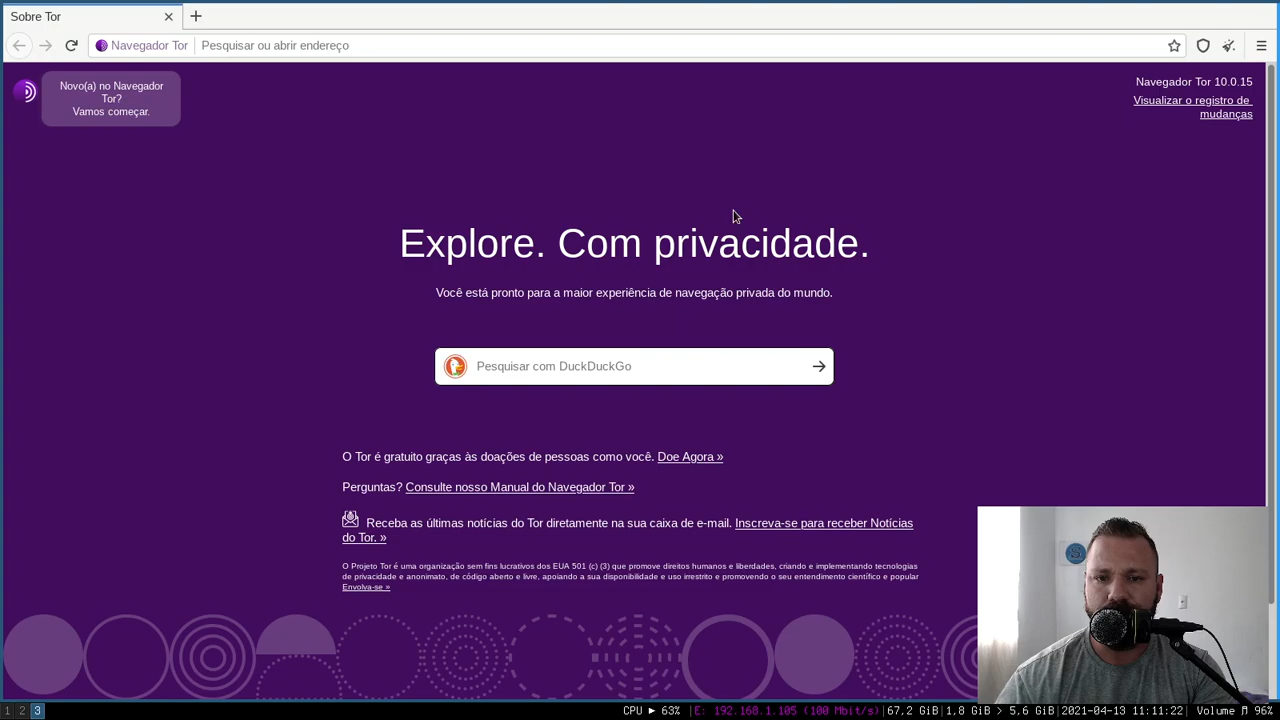 Sobre Tor
Navegador Tor
Pesquisar ou abrir endereço
Novo(a) no Navegador
Tor?
Vamos começar.
Navegador Tor 10.0.15
Visualizar o registro de
mudanças
Explore. Com privacidade.
Você está pronto para a maior experiência de navegação privada do mundo.
Pesquisar com DuckDuckGo
O Tor é gratuito graças às doações de pessoas como você. Doe Agora »
Perguntas? Consulte nosso Manual do Navegador Tor »
Receba as últimas notícias do Tor diretamente na sua caixa de e-mail. Inscreva-se para receber Notícias
do Tor. »
O Projeto Tor é uma organização sem fins lucrativos dos EUA 501 (c) (3) que promove direitos humanos e liberdades, criando e implementando tecnologias
de privacidade e anonimato, de código aberto e livre, apoiando a sua disponibilidade e uso irrestrito e promovendo o seu entendimento científico e popular
Envolva-se »
1 2 3
CPU ► 63% |E: 192.168.1.105 (100 Mbit/s)|67,2 GiB|1,8 GiB > 5,6 GiB|2021-04-13 11:11:22| Volume ♬ 96%